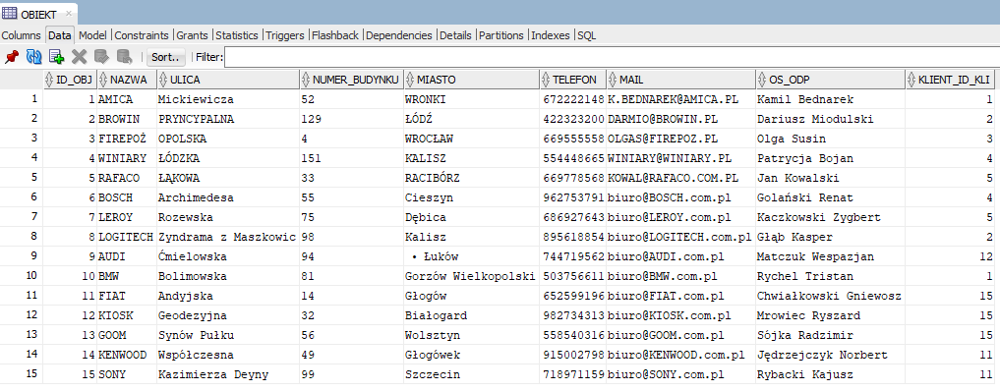 OBIEKT ×
Columns Data Model Constraints Grants Statistics Triggers Flashback Dependencies Details Partitions Indexes SQL
Sort.. Filter:
ID_OBJ NAZWA ULICA NUMER_BUDYNKU MIASTO TELEFON MAIL OS_ODP KLIENT_ID_KLI
1 1 AMICA Mickiewicza 52 WRONKI 672222148 K.BEDNAREK@AMICA.PL Kamil Bednarek 1
2 2 BROWIN PRYNCYPALNA 129 ŁÓDŹ 422323200 DARMIO@BROWIN.PL Dariusz Miodulski 2
3 3 FIREPOŻ OPOLSKA 4 WROCŁAW 669555558 OLGAS@FIREPOZ.PL Olga Susin 3
4 4 WINIARY ŁÓDZKA 151 KALISZ 554448665 WINIARY@WINIARY.PL Patrycja Bojan 4
5 5 RAFACO ŁĄKOWA 33 RACIBÓRZ 669778568 KOWAL@RAFACO.COM.PL Jan Kowalski 5
6 6 BOSCH Archimedesa 55 Cieszyn 962753791 biuro@BOSCH.com.pl Golański Renat 4
7 7 LEROY Rozewska 75 Dębica 686927643 biuro@LEROY.com.pl Kaczkowski Zygbert 5
8 8 LOGITECH Zyndrama z Maszkowic 98 Kalisz 895618854 biuro@LOGITECH.com.pl Głąb Kasper 2
9 9 AUDI Ćmielowska 94 • Łuków 744719562 biuro@AUDI.com.pl Matczuk Wespazjan 12
10 10 BMW Bolimowska 81 Gorzów Wielkopolski 503756611 biuro@BMW.com.pl Rychel Tristan 1
11 11 FIAT Andyjska 14 Głogów 652599196 biuro@FIAT.com.pl Chwiałkowski Gniewosz 15
12 12 KIOSK Geodezyjna 32 Białogard 982734313 biuro@KIOSK.com.pl Mrowiec Ryszard 15
13 13 GOOM Synów Pułku 56 Wolsztyn 558540316 biuro@GOOM.com.pl Sójka Radzimir 15
14 14 KENWOOD Współczesna 49 Głogówek 915002798 biuro@KENWOOD.com.pl Jędrzejczyk Norbert 11
15 15 SONY Kazimierza Deyny 99 Szczecin 718971159 biuro@SONY.com.pl Rybacki Kajusz 11